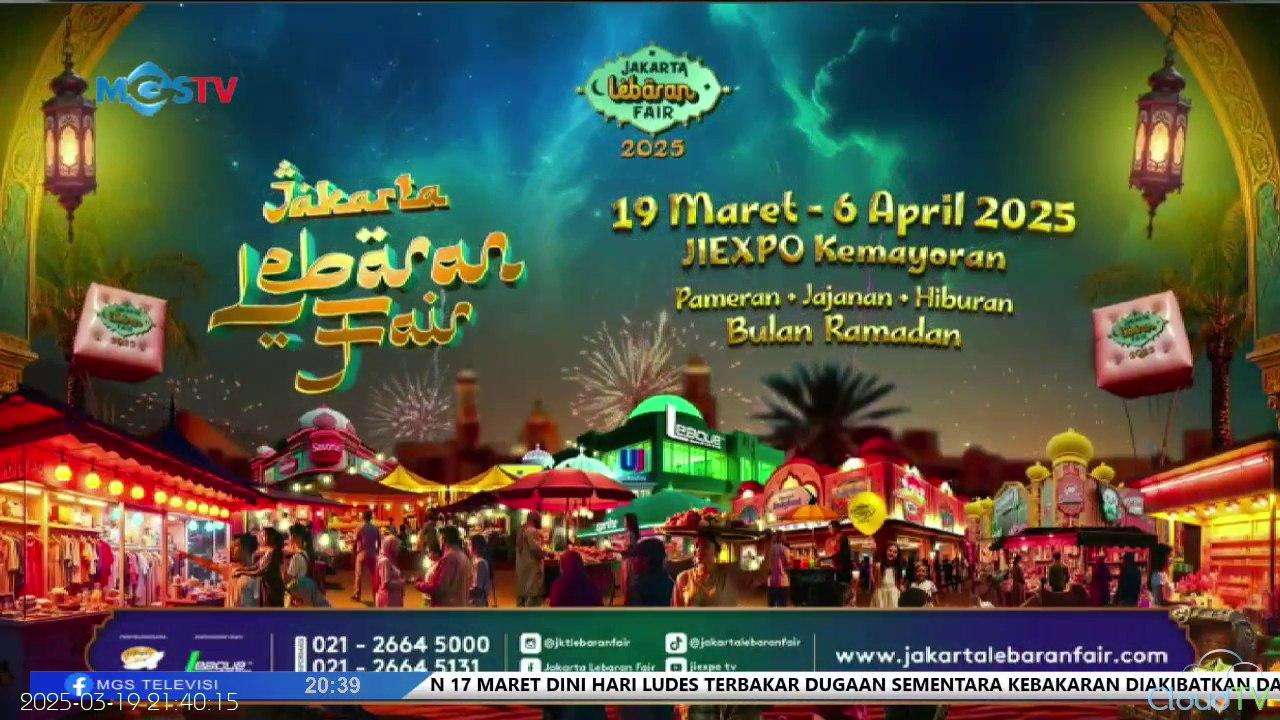 MGSTV
JAKARTA
Lebaran
FAIR
2025
Jakarta
Lebaran
Fair
19 Maret - 6 April 2025
JIEXPO Kemayoran
Pameran • Jajanan • Hiburan
Bulan Ramadan
LEAGUE
021 - 2664 5000
021 - 2664 5131
@jktlebaranfair
Jakarta Lebaran Fair
@jakartalebaranfair
jiexpo tv
www.jakartalebaranfair.com
LEAGUE
MGS TELEVISI
20:39
N 17 MARET DINI HARI LUDES TERBAKAR DUGAAN SEMENTARA KEBAKARAN DIAKIBATKAN DA
2025-03-19-21:40:15
CloudTV